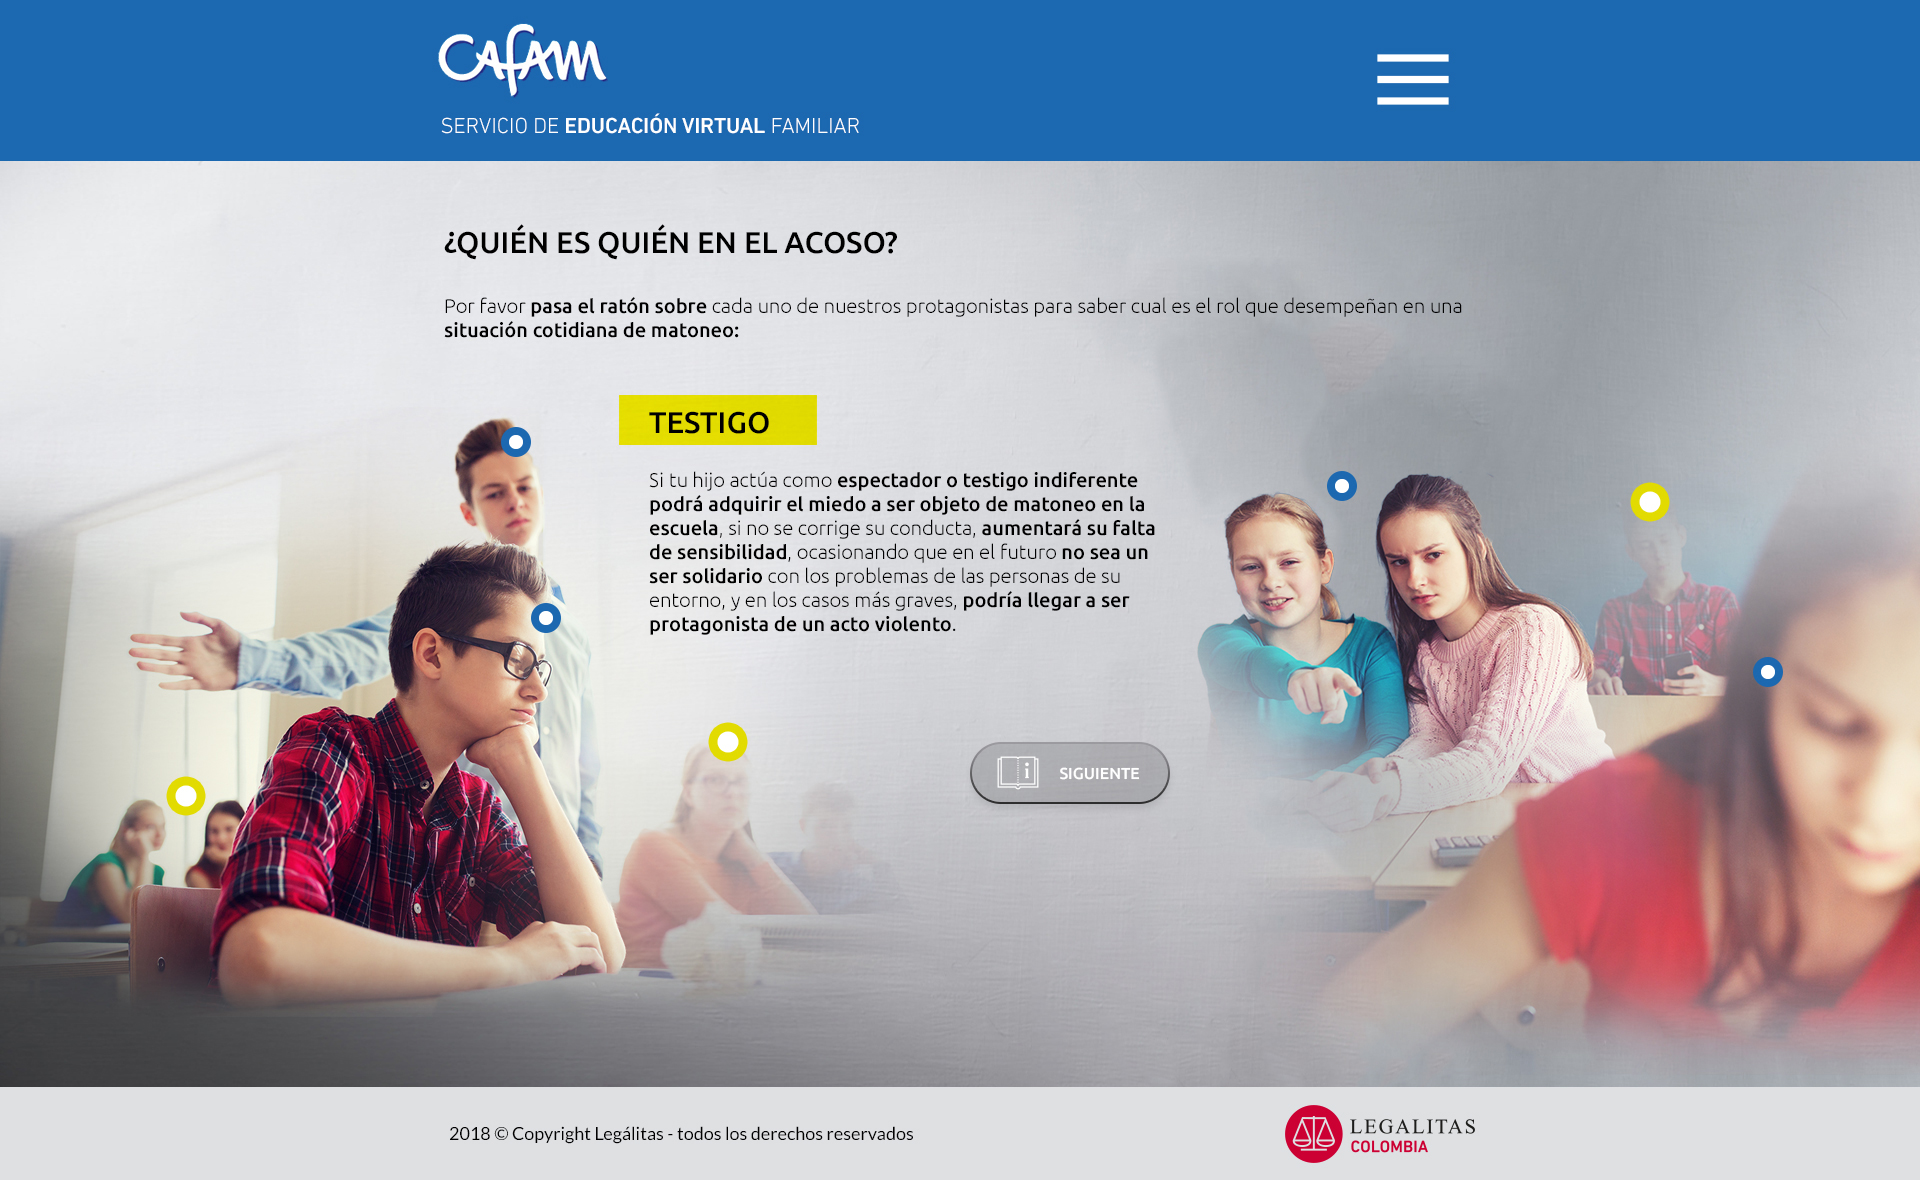 CAFAM
SERVICIO DE EDUCACIÓN VIRTUAL FAMILIAR
¿QUIÉN ES QUIÉN EN EL ACOSO?
Por favor pasa el ratón sobre cada uno de nuestros protagonistas para saber cual es el rol que desempeñan en una
situación cotidiana de matoneo:
TESTIGO
Si tu hijo actúa como espectador o testigo indiferente
podrá adquirir el miedo a ser objeto de matoneo en la
escuela, si no se corrige su conducta, aumentará su falta
de sensibilidad, ocasionando que en el futuro no sea un
ser solidario con los problemas de las personas de su
entorno, y en los casos más graves, podría llegar a ser
protagonista de un acto violento.
i SIGUIENTE
2018 © Copyright Legálitas - todos los derechos reservados
LEGALITAS
COLOMBIA